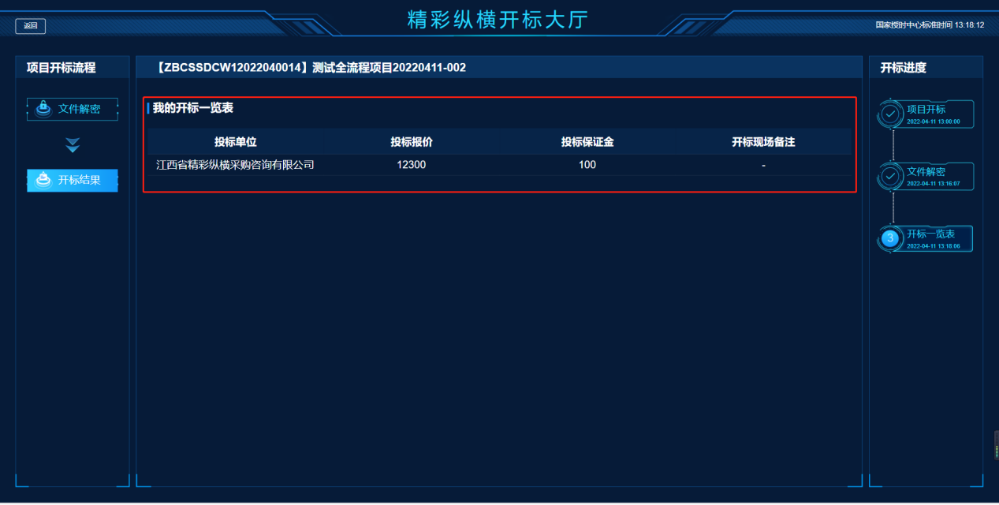 返回
精彩纵横开标大厅
国家授时中心标准时间 13:18:12
项目开标流程
文件解密
开标结果
【ZBCSSDCW12022040014】测试全流程项目20220411-002
我的开标一览表
投标单位 投标报价 投标保证金 开标现场备注
江西省精彩纵横采购咨询有限公司 12300 100 -
开标进度
项目开标
2022-04-11 13:00:00
文件解密
2022-04-11 13:16:07
3 开标一览表
2022-04-11 13:18:06